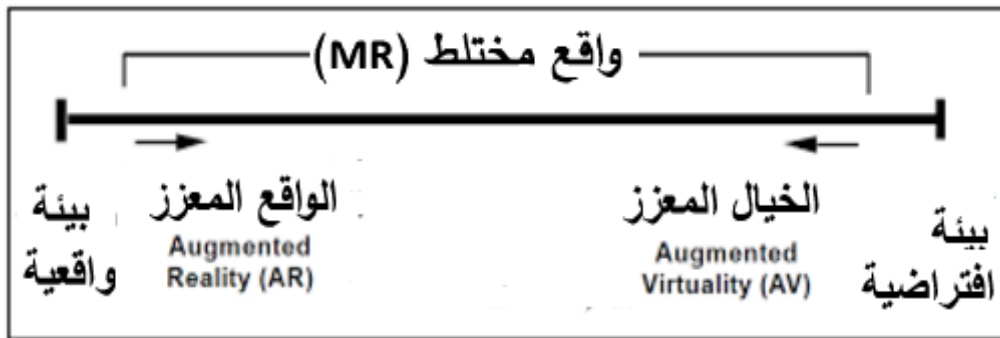 واقع مختلط (MR)
بيئة
واقعية
الواقع المعزز
Augmented
Reality (AR)
الخيال المعزز
Augmented
Virtuality (AV)
بيئة
افتراضية